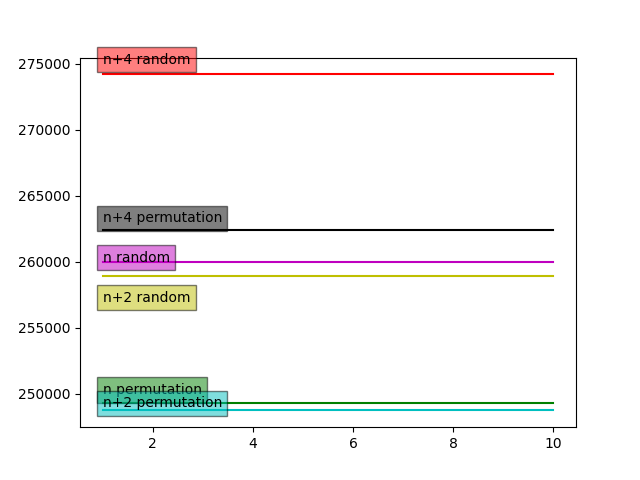 n+4 random
275000
270000
265000
n+4 permutation
n random
260000
n+2 random
255000
n permutation
250000
n+2 permutation
2 4 6 8 10